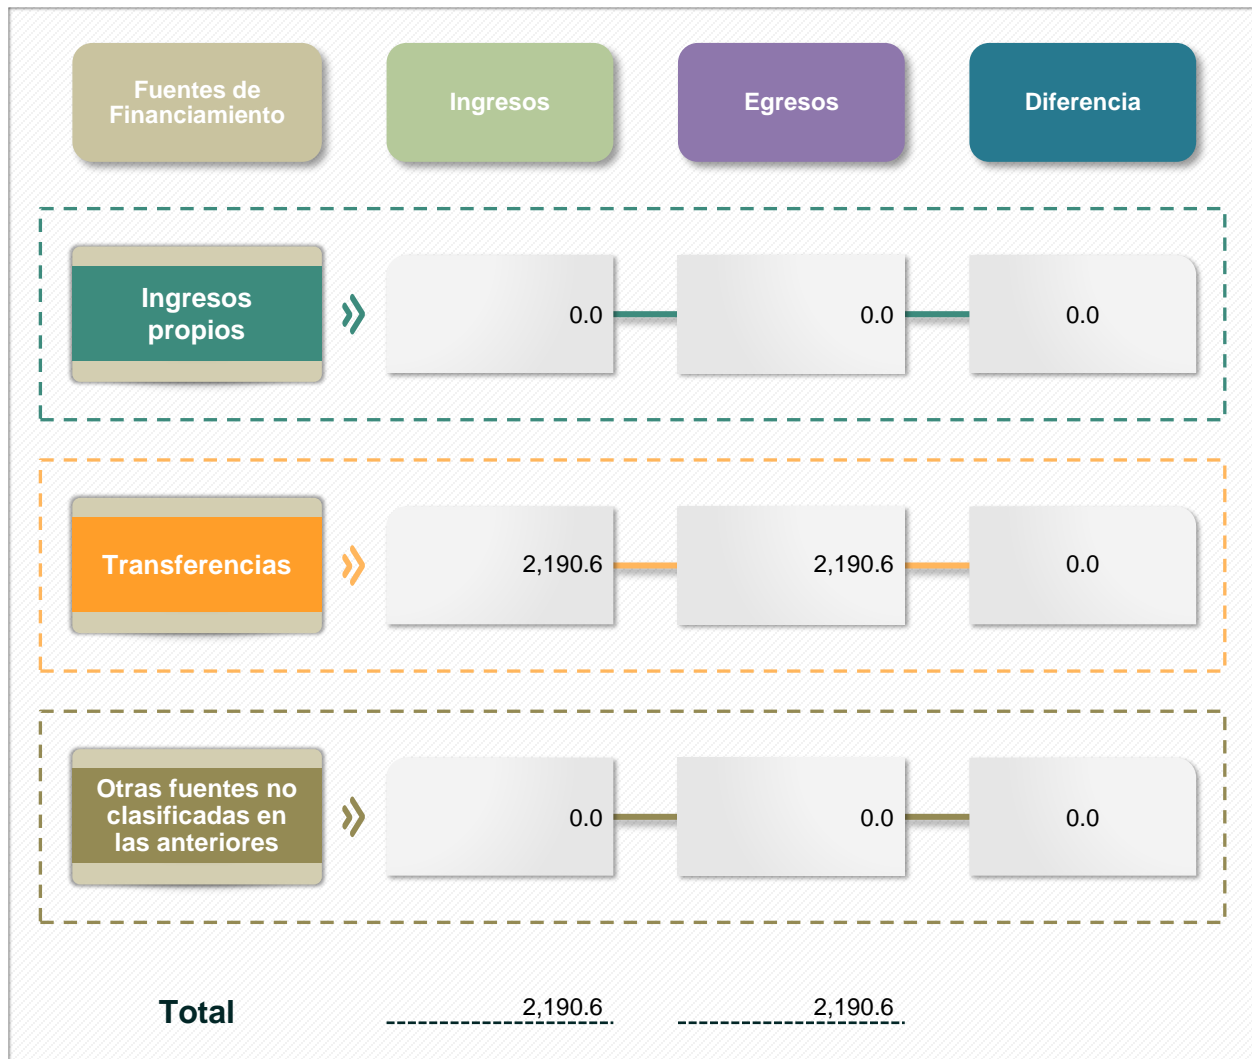 Fuentes de
Financiamiento
Ingresos
Egresos
Diferencia
Ingresos
propios
0.0
0.0
0.0
Transferencias
2,190.6
2,190.6
0.0
Otras fuentes no
clasificadas en
las anteriores
0.0
0.0
0.0
Total
2,190.6
2,190.6